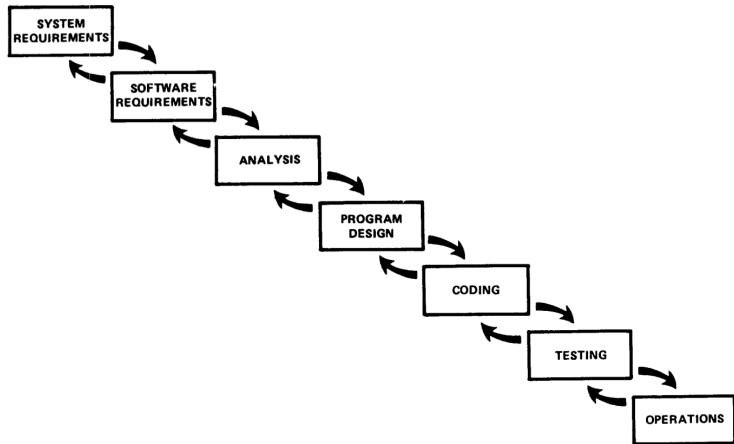 SYSTEM
REQUIREMENTS
SOFTWARE
REQUIREMENTS
ANALYSIS
PROGRAM
DESIGN
CODING
TESTING
OPERATIONS